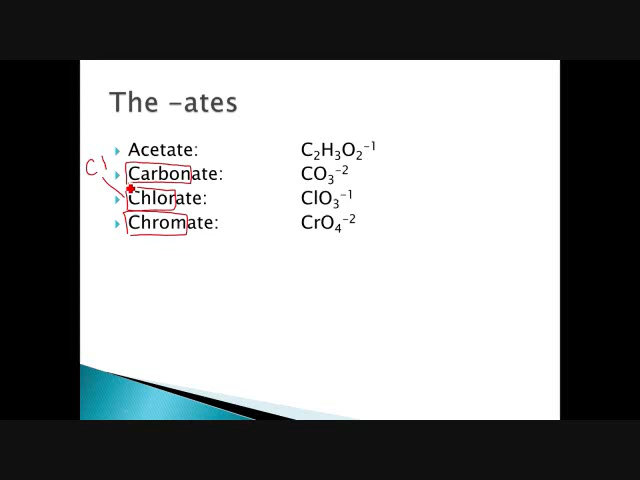 The -ates
Acetate: C₂H₃O₂⁻¹
Cl
Carbonate: CO₃⁻²
Chlorate: ClO₃⁻¹
Chromate: CrO₄⁻²